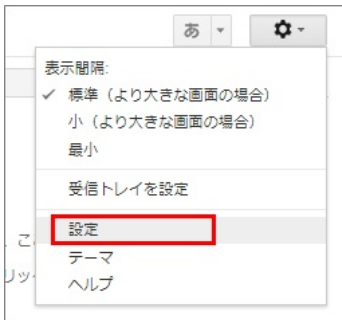 あ
表示間隔:
✓ 標準（より大きな画面の場合）
小（より大きな画面の場合）
最小
受信トレイを設定
設定
テーマ
ヘルプ